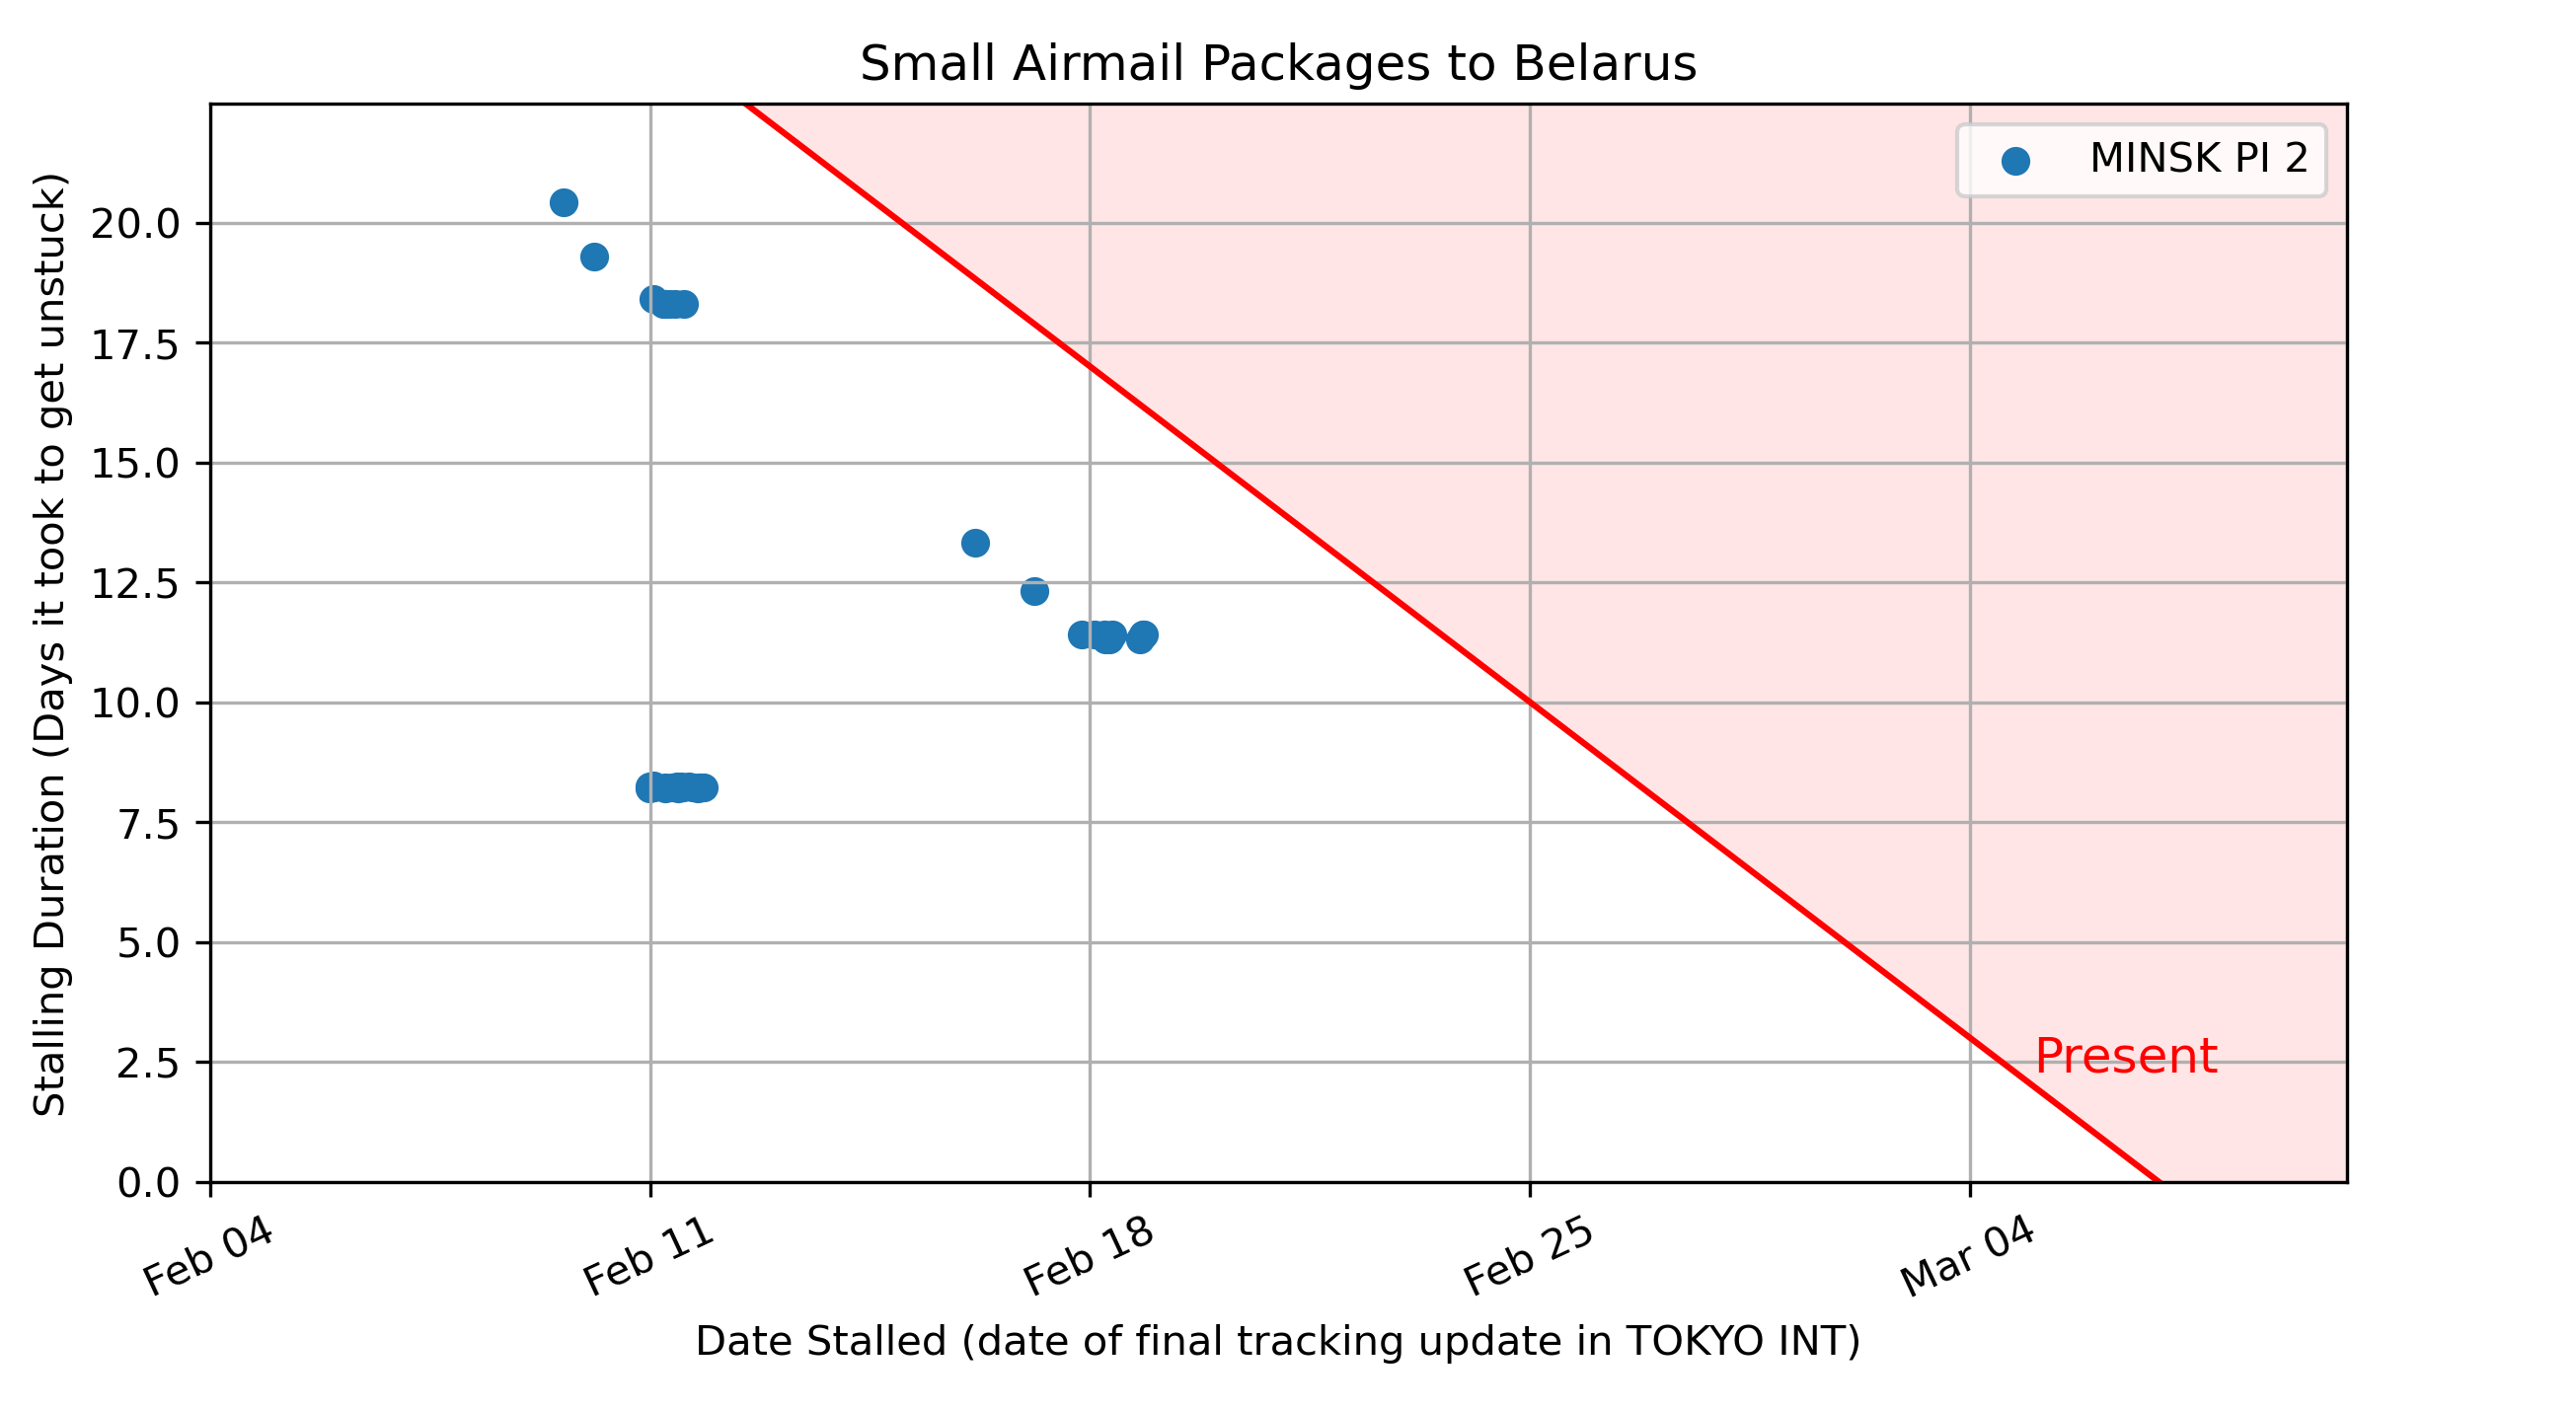 Small Airmail Packages to Belarus
MINSK PI 2
Stalling Duration (Days it took to get unstuck)
20.0
17.5
15.0
12.5
10.0
7.5
5.0
2.5
0.0
Present
Feb 04
Feb 11
Feb 18
Feb 25
Mar 04
Date Stalled (date of final tracking update in TOKYO INT)